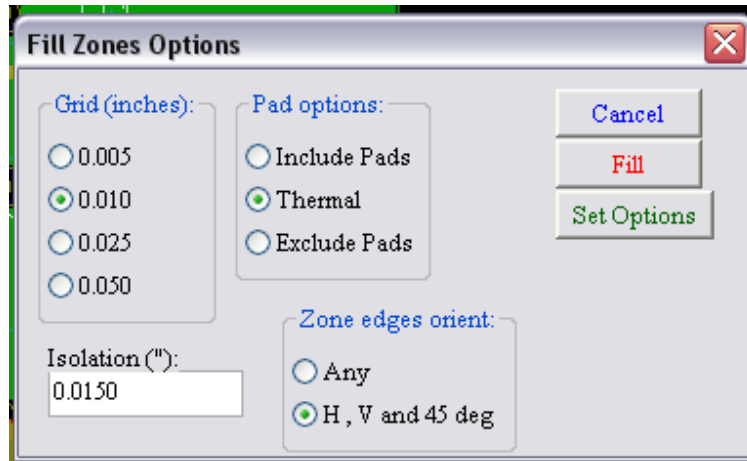 Fill Zones Options
Grid (inches):
0.005
0.010
0.025
0.050
Pad options:
Include Pads
Thermal
Exclude Pads
Cancel
Fill
Set Options
Isolation ("):
0.0150
Zone edges orient:
Any
H , V and 45 deg